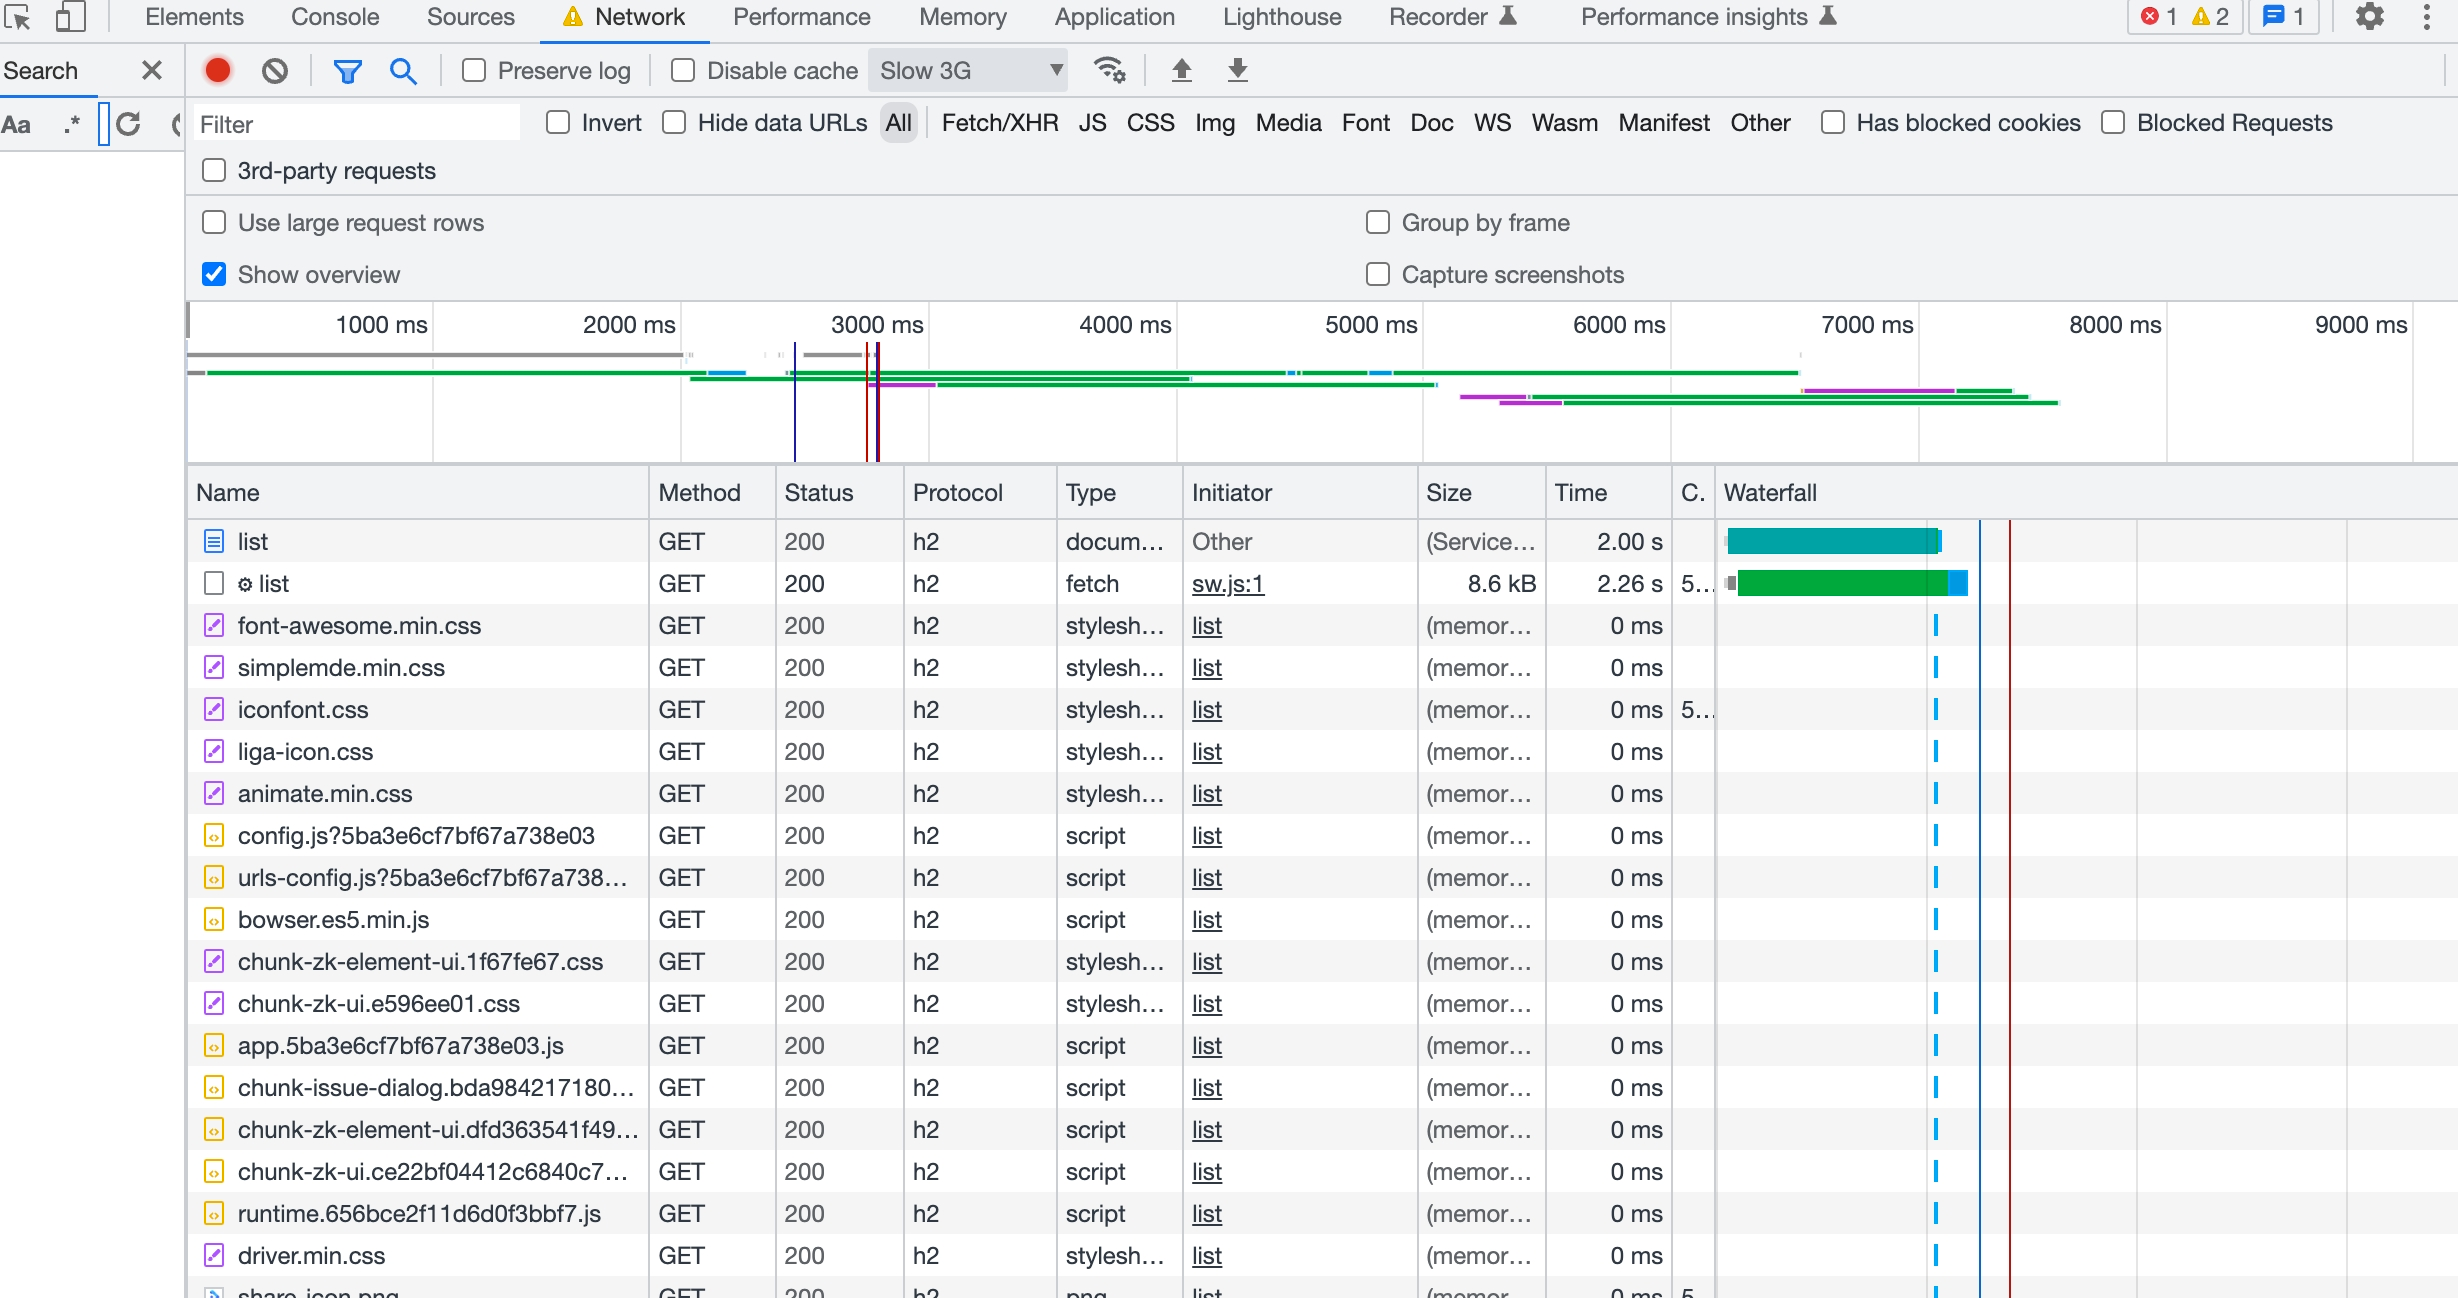 Elements Console Sources Network Performance Memory Application Lighthouse Recorder Performance insights 1 2 1
Search Preserve log Disable cache Slow 3G
Aa .* Filter Invert Hide data URLs All Fetch/XHR JS CSS Img Media Font Doc WS Wasm Manifest Other Has blocked cookies Blocked Requests
3rd-party requests
Use large request rows Group by frame
Show overview Capture screenshots
1000 ms 2000 ms 3000 ms 4000 ms 5000 ms 6000 ms 7000 ms 8000 ms 9000 ms
Name Method Status Protocol Type Initiator Size Time C. Waterfall
list GET 200 h2 docum... Other (Service... 2.00 s
list GET 200 h2 fetch sw.js:1 8.6 kB 2.26 s 5...
font-awesome.min.css GET 200 h2 stylesh... list (memor... 0 ms
simplemde.min.css GET 200 h2 stylesh... list (memor... 0 ms
iconfont.css GET 200 h2 stylesh... list (memor... 0 ms 5...
liga-icon.css GET 200 h2 stylesh... list (memor... 0 ms
animate.min.css GET 200 h2 stylesh... list (memor... 0 ms
config.js?5ba3e6cf7bf67a738e03 GET 200 h2 script list (memor... 0 ms
urls-config.js?5ba3e6cf7bf67a738... GET 200 h2 script list (memor... 0 ms
bowser.es5.min.js GET 200 h2 script list (memor... 0 ms
chunk-zk-element-ui.1f67fe67.css GET 200 h2 stylesh... list (memor... 0 ms
chunk-zk-ui.e596ee01.css GET 200 h2 stylesh... list (memor... 0 ms
app.5ba3e6cf7bf67a738e03.js GET 200 h2 script list (memor... 0 ms
chunk-issue-dialog.bda984217180... GET 200 h2 script list (memor... 0 ms
chunk-zk-element-ui.dfd363541f49... GET 200 h2 script list (memor... 0 ms
chunk-zk-ui.ce22bf04412c6840c7... GET 200 h2 script list (memor... 0 ms
runtime.656bce2f11d6d0f3bbf7.js GET 200 h2 script list (memor... 0 ms
driver.min.css GET 200 h2 stylesh... list (memor... 0 ms
share-icon.png GET 200 h2 png list (memor... 0 ms 5...